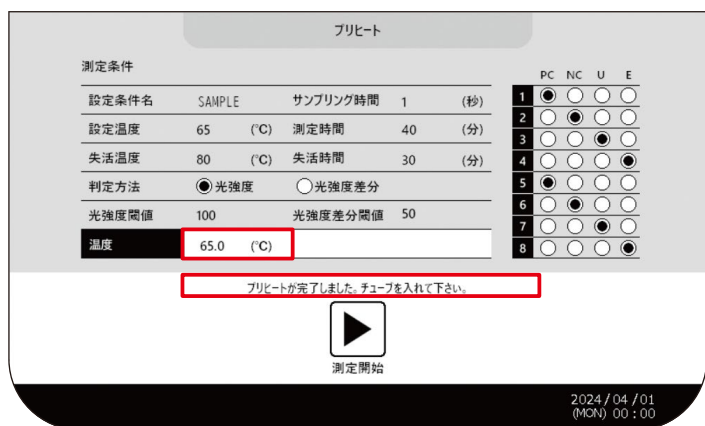 プリヒート
測定条件
PC NC U E
設定条件名 SAMPLE サンプリング時間 1 (秒)
設定温度 65 (℃) 測定時間 40 (分)
失活温度 80 (℃) 失活時間 30 (分)
判定方法 光強度 光強度差分
光強度閾値 100 光強度差分閾値 50
温度 65.0 (℃)
1
2
3
4
5
6
7
8
プリヒートが完了しました。チューブを入れて下さい。
測定開始
2024/04/01
(MON) 00:00